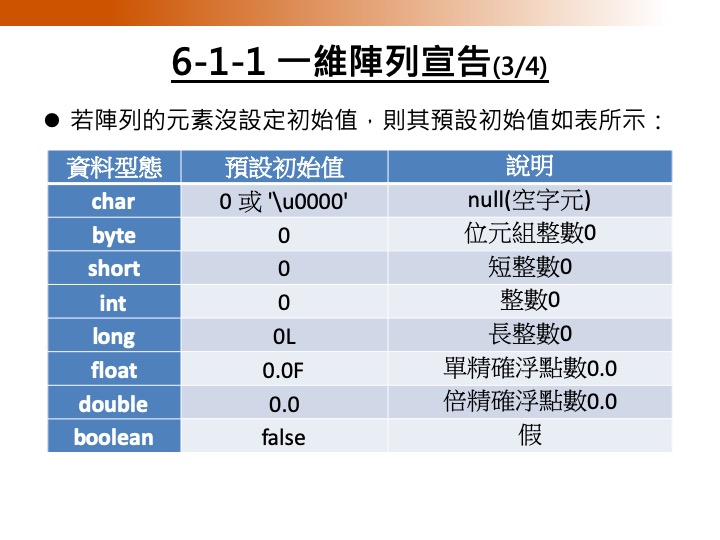 6-1-1 一維陣列宣告(3/4)
● 若陣列的元素沒設定初始值，則其預設初始值如表所示：
資料型態 預設初始值 說明
char 0 或 '\u0000' null(空字元)
byte 0 位元組整數0
short 0 短整數0
int 0 整數0
long 0L 長整數0
float 0.0F 單精確浮點數0.0
double 0.0 倍精確浮點數0.0
boolean false 假